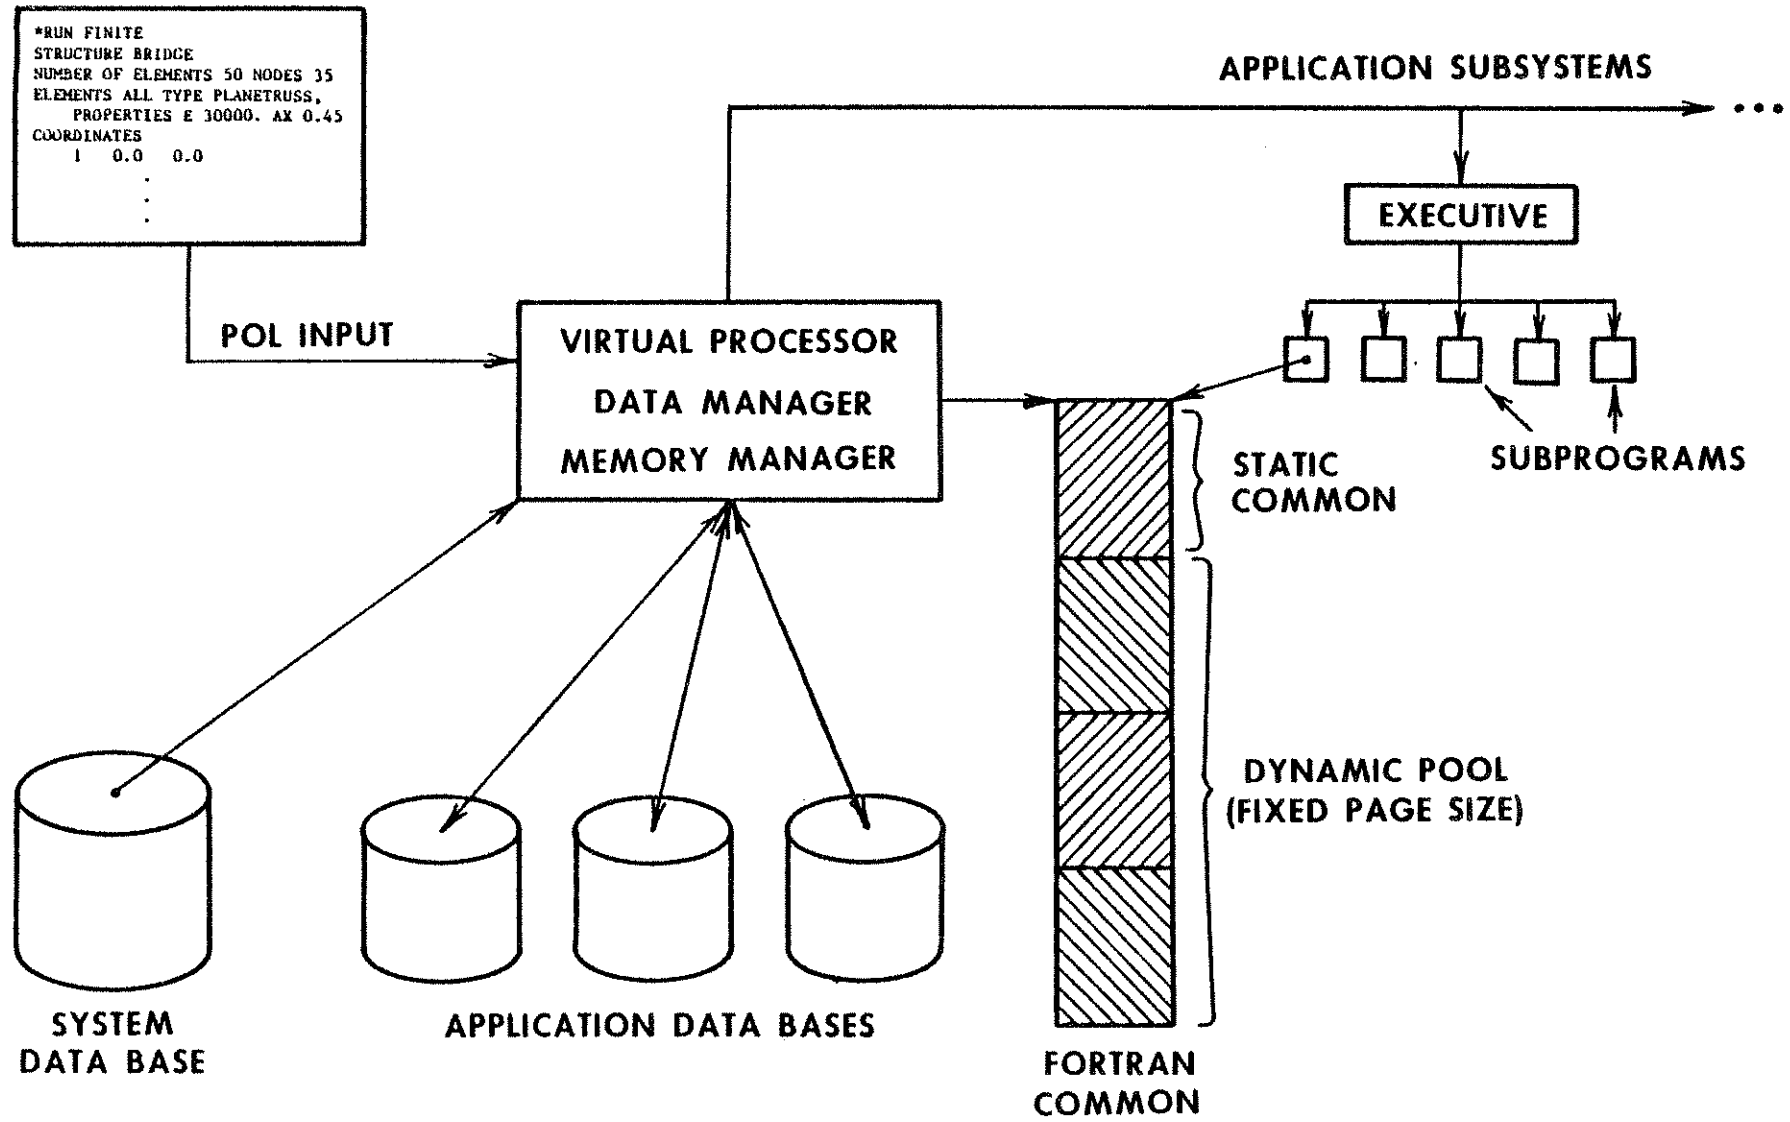 *RUN FINITE
STRUCTURE BRIDGE
NUMBER OF ELEMENTS 50 NODES 35
ELEMENTS ALL TYPE PLANETRUSS,
PROPERTIES E 30000. AX 0.45
COORDINATES
1 0.0 0.0
.
.
.
APPLICATION SUBSYSTEMS
...
EXECUTIVE
POL INPUT
VIRTUAL PROCESSOR
DATA MANAGER
MEMORY MANAGER
STATIC
COMMON
SUBPROGRAMS
DYNAMIC POOL
(FIXED PAGE SIZE)
SYSTEM
DATA BASE
APPLICATION DATA BASES
FORTRAN
COMMON